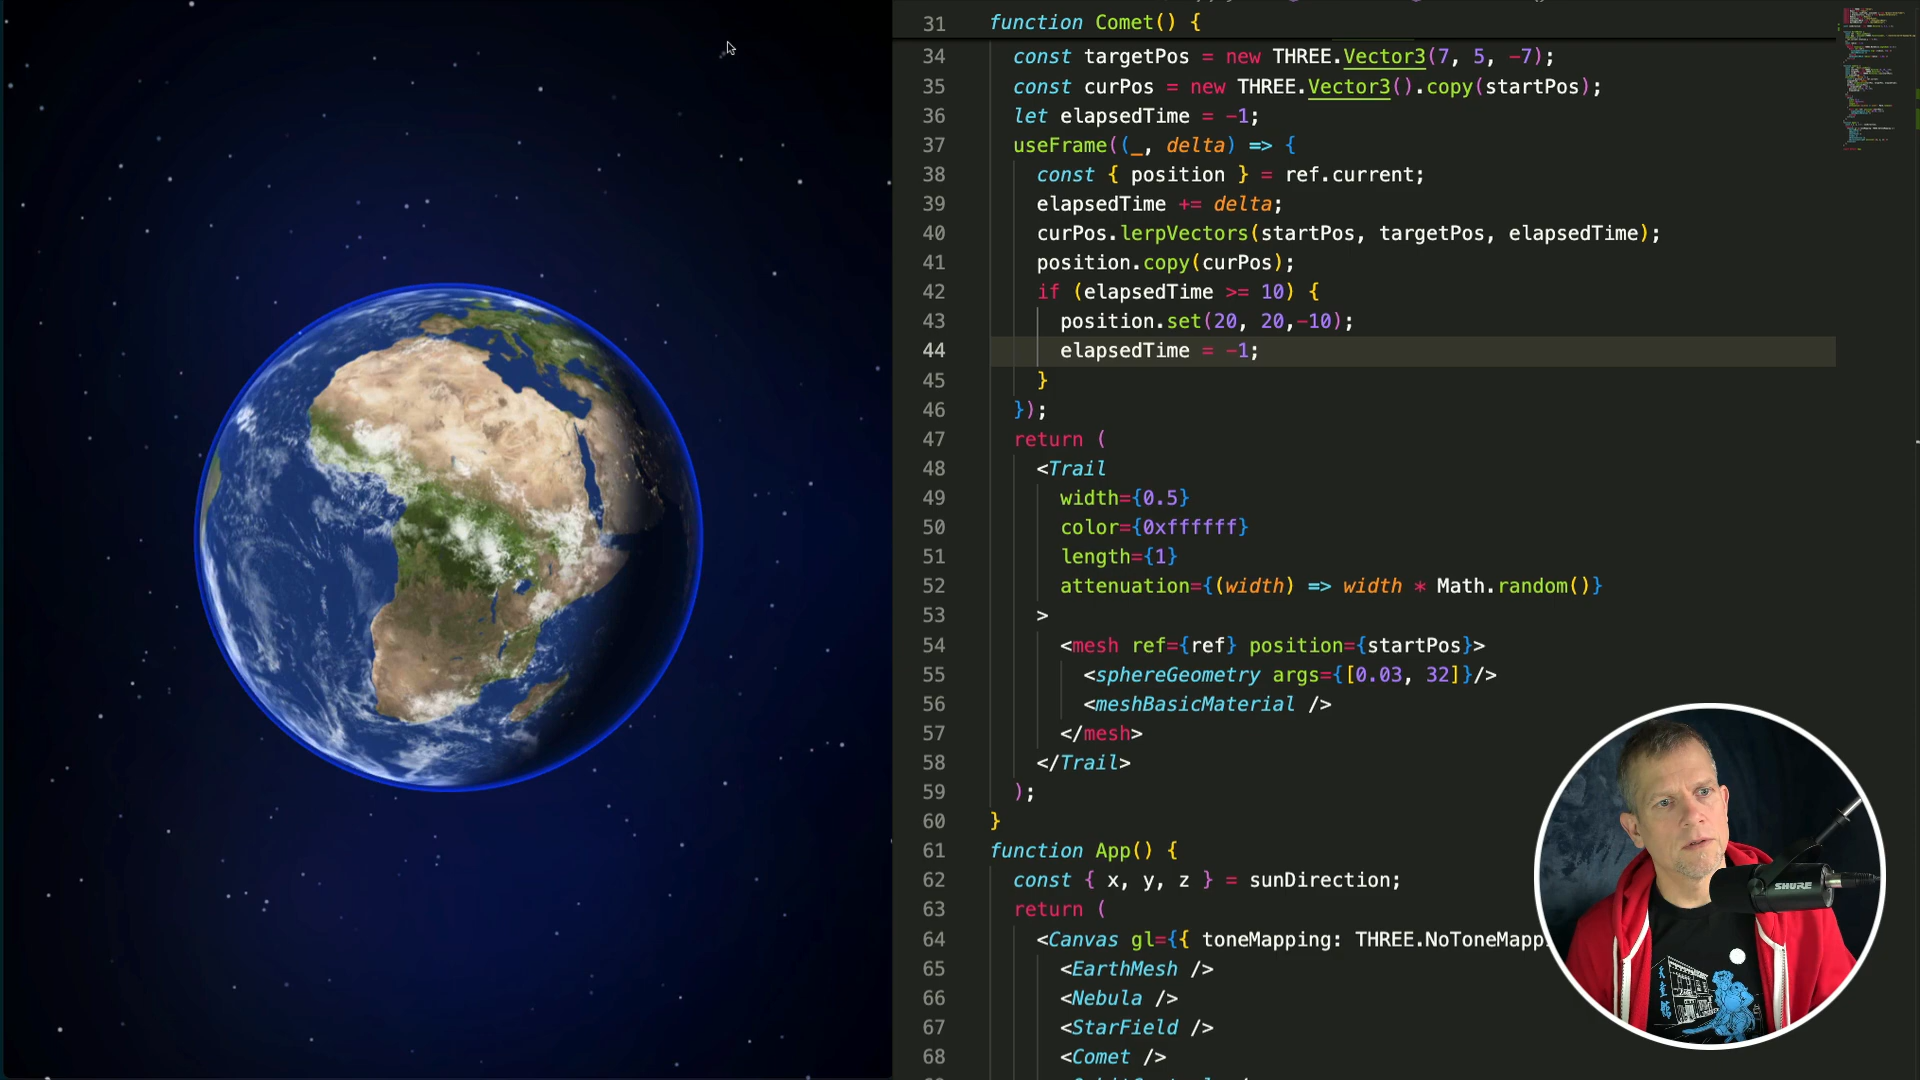 31 function Comet() {
34 const targetPos = new THREE.Vector3(7, 5, -7);
35 const curPos = new THREE.Vector3().copy(startPos);
36 let elapsedTime = -1;
37 useFrame((_, delta) => {
38 const { position } = ref.current;
39 elapsedTime += delta;
40 curPos.lerpVectors(startPos, targetPos, elapsedTime);
41 position.copy(curPos);
42 if (elapsedTime >= 10) {
43 position.set(20, 20,-10);
44 elapsedTime = -1;
45 }
46 });
47 return (
48 <Trail
49 width={0.5}
50 color={0xffffff}
51 length={1}
52 attenuation={(width) => width * Math.random()}
53 >
54 <mesh ref={ref} position={startPos}>
55 <sphereGeometry args={[0.03, 32]}/>
56 <meshBasicMaterial />
57 </mesh>
58 </Trail>
59 );
60 }
61 function App() {
62 const { x, y, z } = sunDirection;
63 return (
64 <Canvas gl={{ toneMapping: THREE.NoToneMapp
65 <EarthMesh />
66 <Nebula />
67 <StarField />
68 <Comet />
SHURE